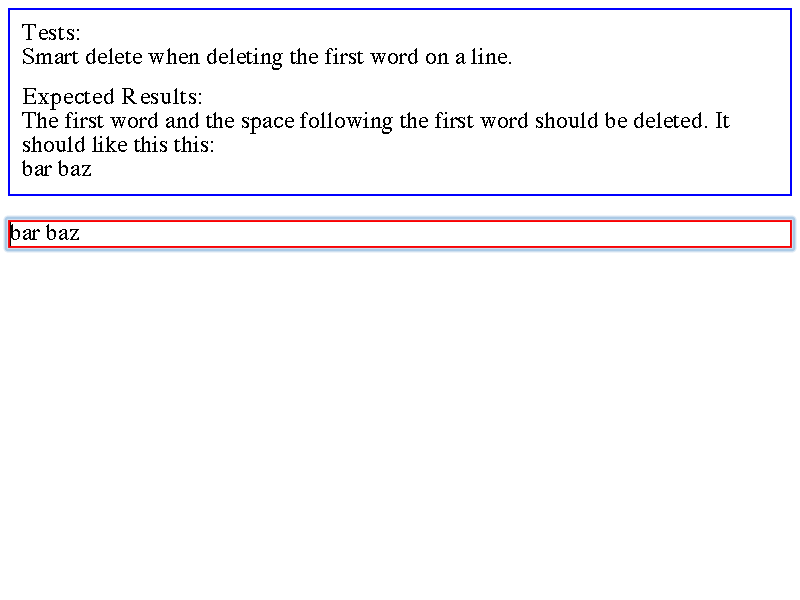 Tests:
Smart delete when deleting the first word on a line.
Expected Results:
The first word and the space following the first word should be deleted. It
should like this this:
bar baz
bar baz